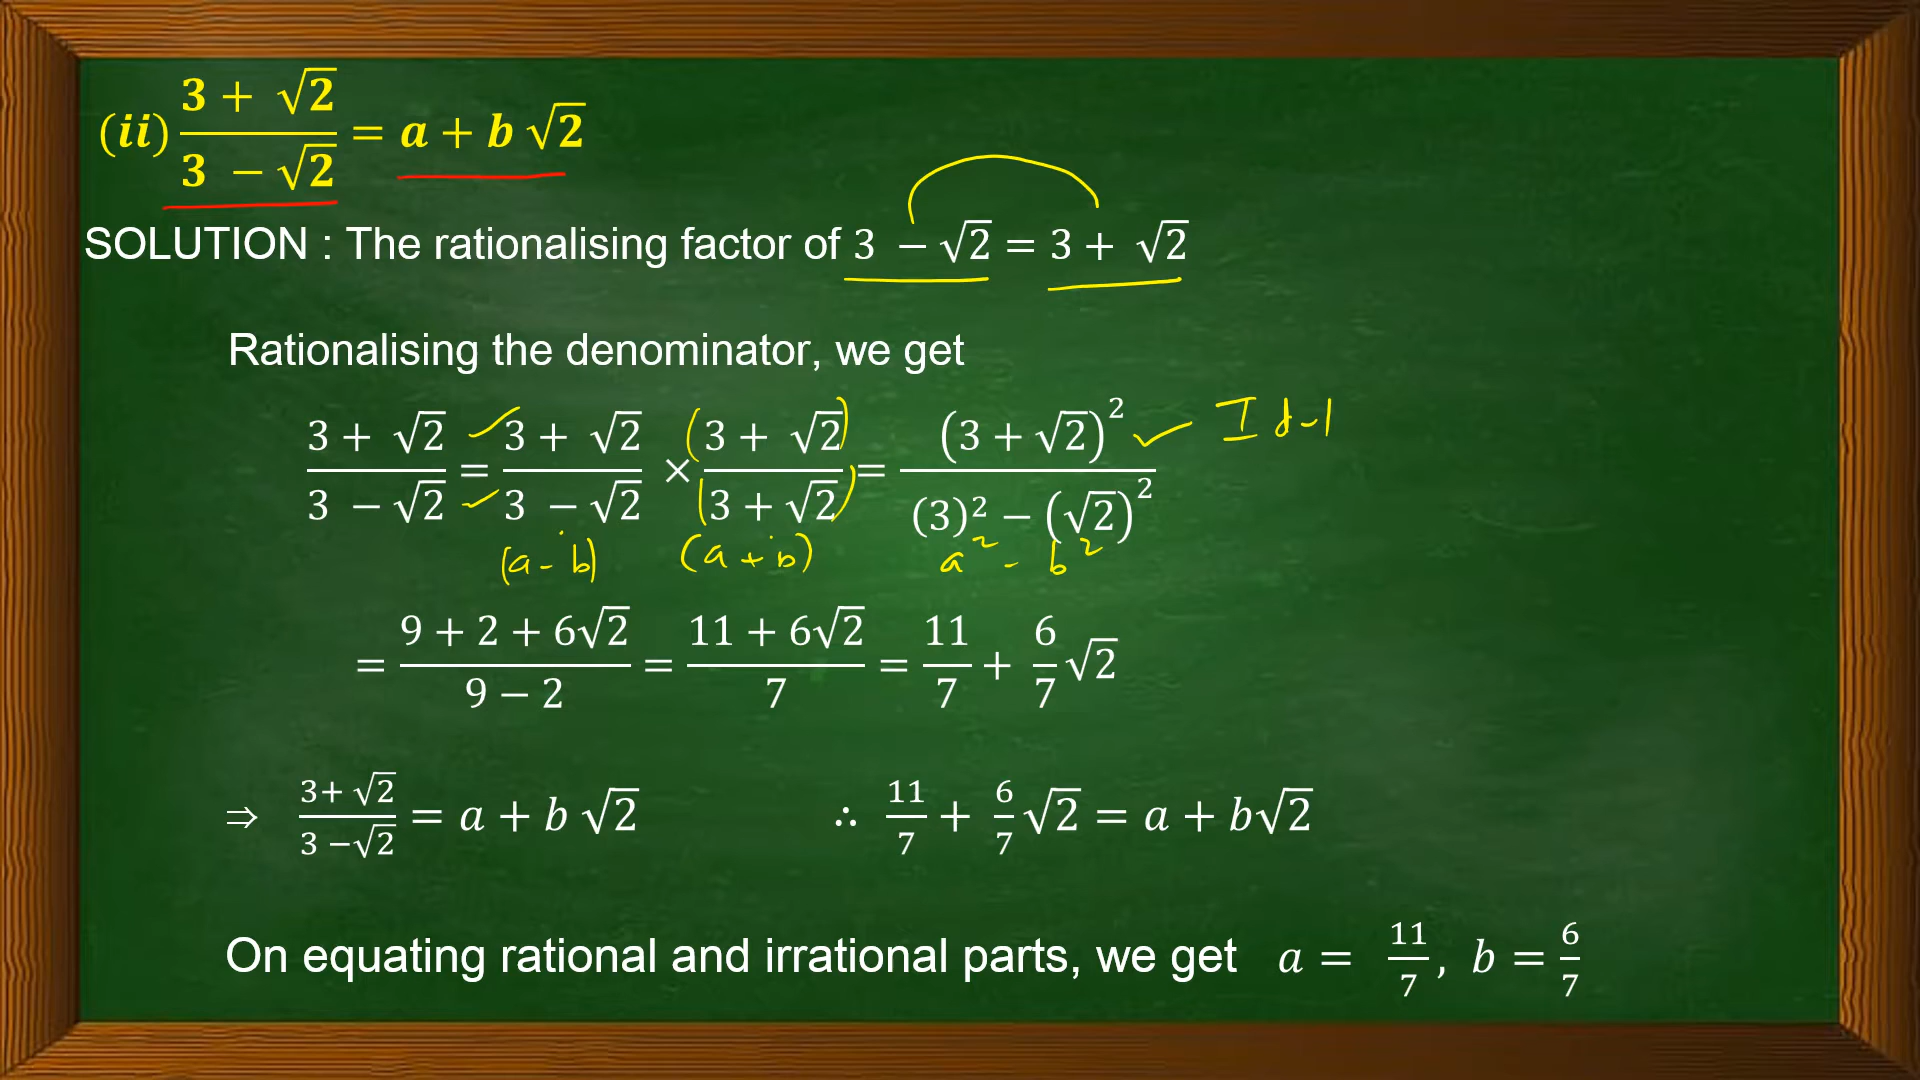 (ii) (3 + √2)/(3 − √2) = a + b √2
SOLUTION : The rationalising factor of 3 − √2 = 3 + √2
Rationalising the denominator, we get
(3 + √2)/(3 − √2) = (3 + √2)/(3 − √2) × (3 + √2)/(3 + √2) = (3 + √2)²/((3)² − (√2)²) Id-1
(a - b) (a + b) a² - b²
= (9 + 2 + 6√2)/(9 − 2) = (11 + 6√2)/7 = 11/7 + 6/7 √2
⇒ (3+ √2)/(3 −√2) = a + b √2 ∴ 11/7 + 6/7 √2 = a + b√2
On equating rational and irrational parts, we get a = 11/7, b = 6/7